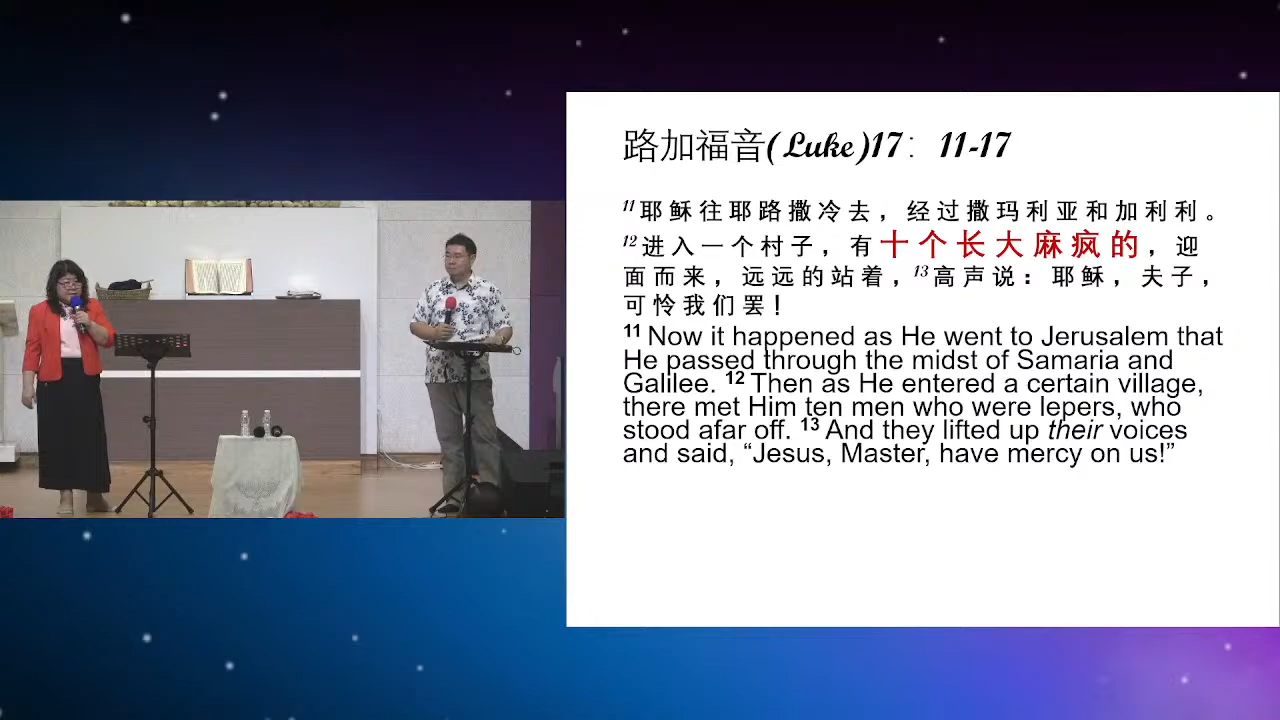 路加福音(Luke)17：11-17
11 耶稣往耶路撒冷去，经过撒玛利亚和加利利。
12 进入一个村子，有十个长大麻疯的，迎
面而来，远远的站着，13 高声说：耶稣，夫子，
可怜我们罢！
11 Now it happened as He went to Jerusalem that
He passed through the midst of Samaria and
Galilee. 12 Then as He entered a certain village,
there met Him ten men who were lepers, who
stood afar off. 13 And they lifted up their voices
and said, “Jesus, Master, have mercy on us!”